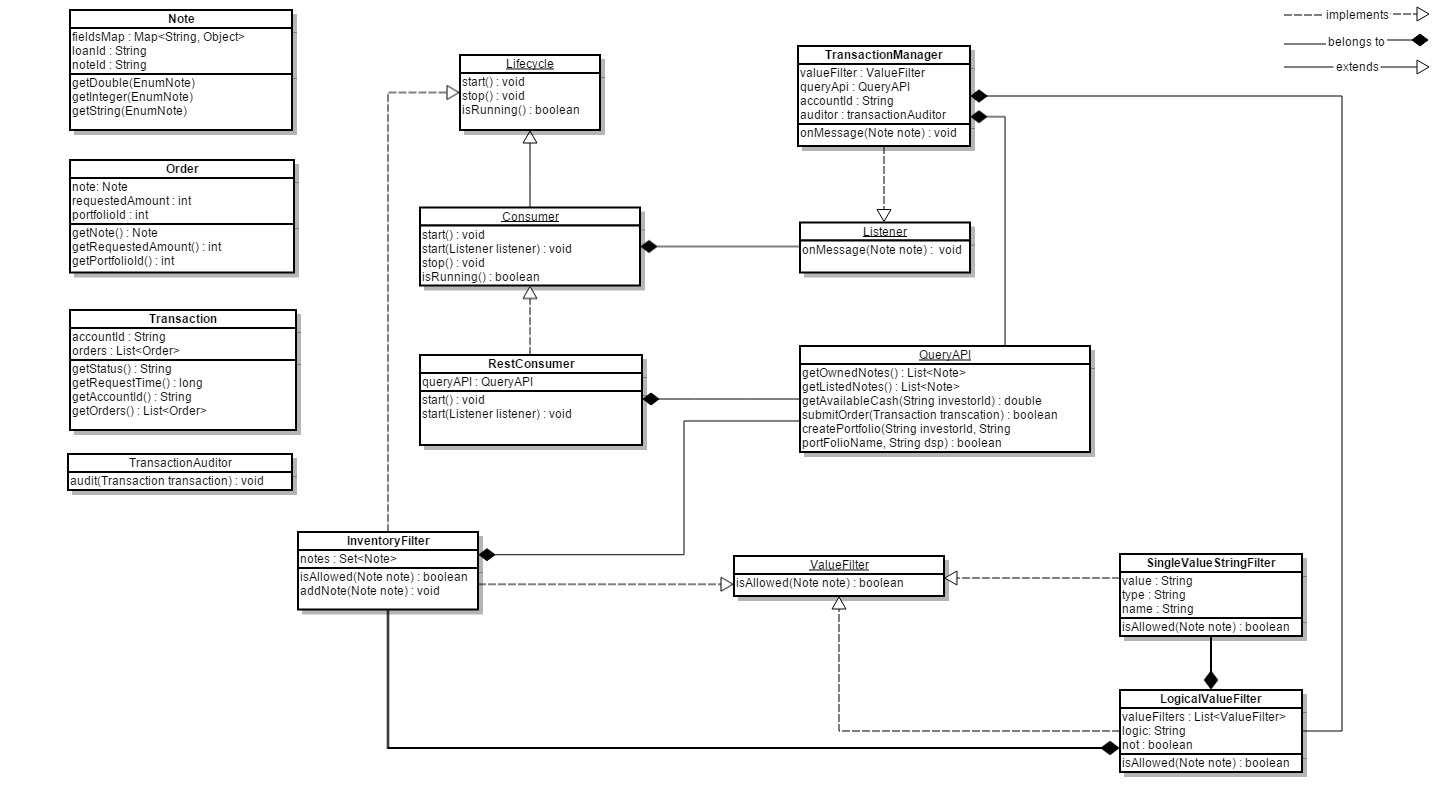 Note
fieldsMap : Map<String, Object>
loanId : String
noteId : String
getDouble(EnumNote)
getInteger(EnumNote)
getString(EnumNote)
Order
note: Note
requestedAmount : int
portfolioId : int
getNote() : Note
getRequestedAmount() : int
getPortfolioId() : int
Transaction
accountId : String
orders : List<Order>
getStatus() : String
getRequestTime() : long
getAccountId() : String
getOrders() : List<Order>
TransactionAuditor
audit(Transaction transaction) : void
Lifecycle
start() : void
stop() : void
isRunning() : boolean
Consumer
start() : void
start(Listener listener) : void
stop() : void
isRunning() : boolean
RestConsumer
queryAPI : QueryAPI
start() : void
start(Listener listener) : void
TransactionManager
valueFilter : ValueFilter
queryApi : QueryAPI
accountId : String
auditor : transactionAuditor
onMessage(Note note) : void
Listener
onMessage(Note note) : void
QueryAPI
getOwnedNotes() : List<Note>
getListedNotes() : List<Note>
getAvailableCash(String investorId) : double
submitOrder(Transaction transcation) : boolean
createPortfolio(String investorId, String
portFolioName, String dsp) : boolean
implements
belongs to
extends
InventoryFilter
notes : Set<Note>
isAllowed(Note note) : boolean
addNote(Note note) : void
ValueFilter
isAllowed(Note note) : boolean
SingleValueStringFilter
value : String
type : String
name : String
isAllowed(Note note) : boolean
LogicalValueFilter
valueFilters : List<ValueFilter>
logic: String
not : boolean
isAllowed(Note note) : boolean